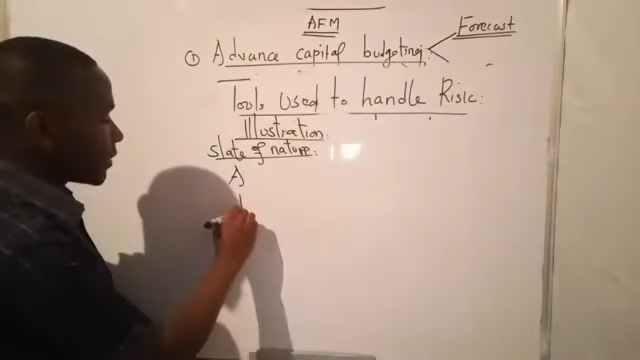 AFM
Forecast
① Advance capital budgeting
Tools Used to handle Risk:
Illustration:
State of nature:
A